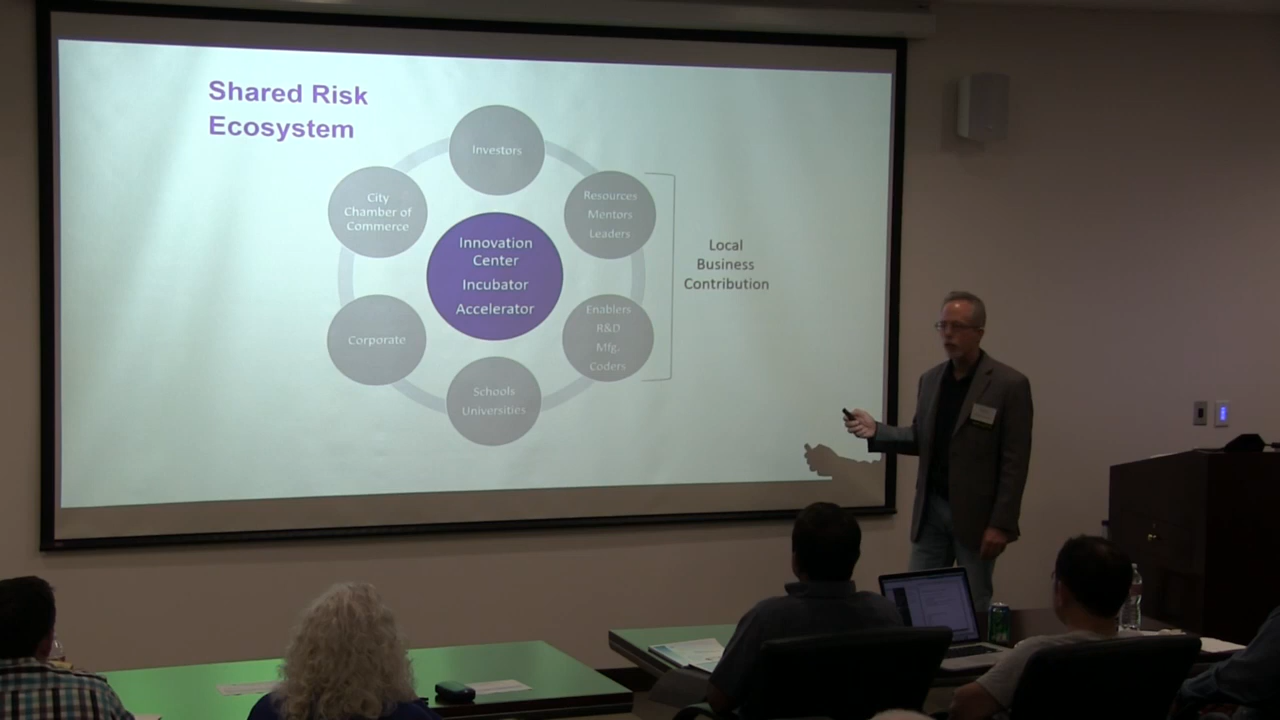 Shared Risk
Ecosystem
Investors
City
Chamber of
Commerce
Resources
Mentors
Leaders
Innovation
Center
Incubator
Accelerator
Local
Business
Contribution
Corporate
Enablers
R&D
Mfg.
Coders
Schools
Universities